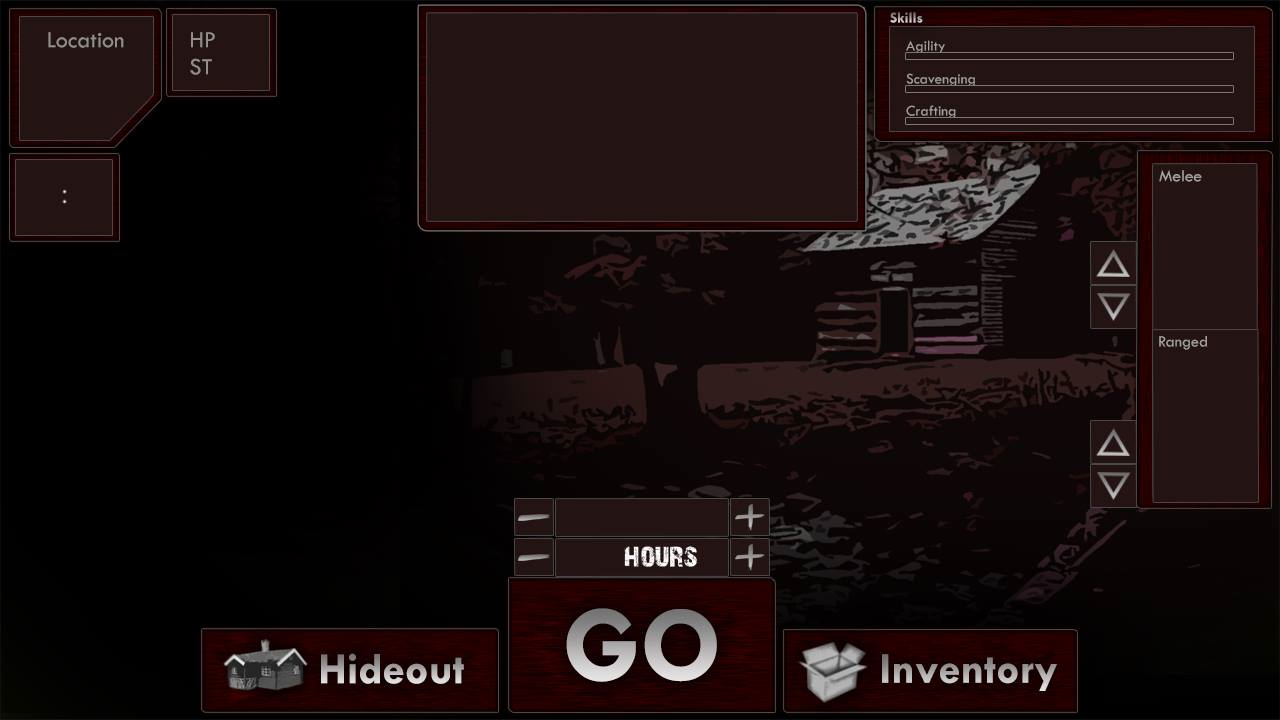 Location
HP
ST
:
Skills
Agility
Scavenging
Crafting
Melee
Ranged
HOURS
GO
Hideout
Inventory